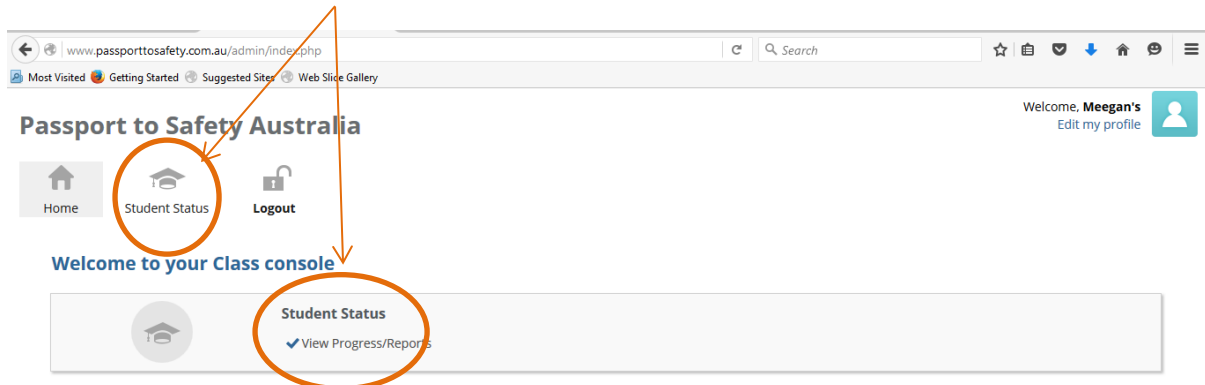 www.passporttosafety.com.au/admin/index.php
Search
Most Visited Getting Started Suggested Sites Web Slice Gallery
Welcome, Meegan's
Edit my profile
Passport to Safety Australia
Home Student Status Logout
Welcome to your Class console
Student Status
View Progress/Reports